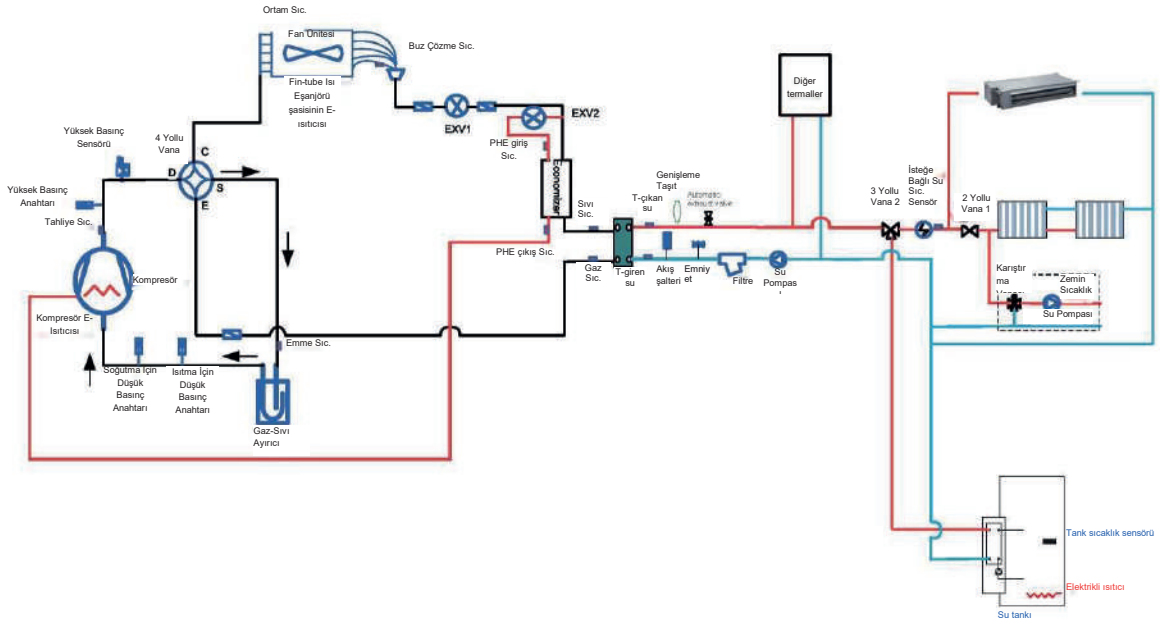 Ortam Sıc.
Fan Ünitesi
Buz Çözme Sıc.
Fin-tube Isı
Eşanjörü
şasisinin E-
ısıtıcısı
EXV1
EXV2
PHE giriş
Sıc.
Economizer
Yüksek Basınç
Sensörü
4 Yollu
Vana
C
D
S
E
Yüksek Basınç
Anahtarı
Tahliye Sıc.
Kompresör
Kompresör E-
Isıtıcısı
Soğutma İçin
Düşük
Basınç
Anahtarı
Isıtma İçin
Düşük
Basınç
Anahtarı
Emme Sıc.
Gaz-Sıvı
Ayırıcı
PHE çıkış Sıc.
Sıvı
Sıc.
Gaz
Sıc.
Genişleme
Taşıt
T-çıkan
su
Automatic
exhaust valve
T-giren
su
Akış
şalteri
Emniy
et
Filtre
Su
Pompas
Diğer
termaller
3 Yollu
Vana 2
İsteğe
Bağlı Su
Sıc.
Sensör
2 Yollu
Vana 1
Karıştır
ma
Zemin
Sıcaklık
Su Pompası
Tank sıcaklık sensörü
Elektrikli ısıtıcı
Su tankı